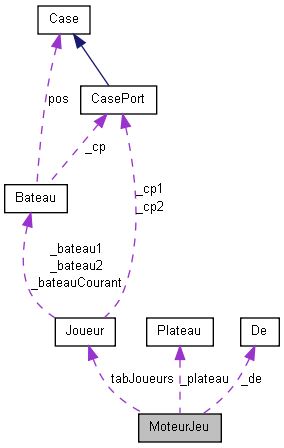 Case
pos
CasePort
_cp
_cp1
_cp2
Bateau
_bateau1
_bateau2
_bateauCourant
Joueur
Plateau
De
tabJoueurs
_plateau
_de
MoteurJeu